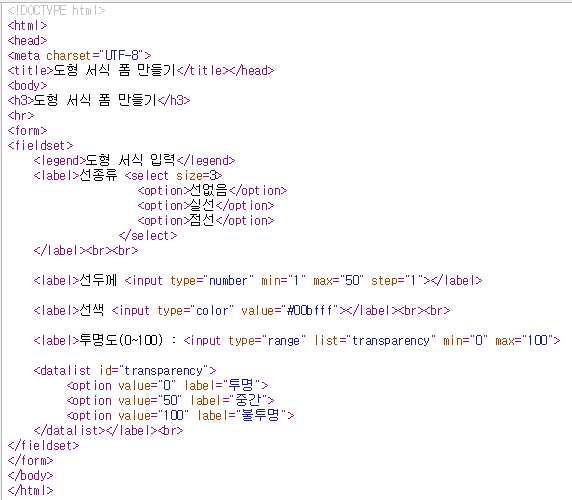 <!DOCTYPE html>
<html>
<head>
<meta charset="UTF-8">
<title>도형 서식 폼 만들기</title></head>
<body>
<h3>도형 서식 폼 만들기</h3>
<hr>
<form>
<fieldset>
    <legend>도형 서식 입력</legend>
    <label>선종류 <select size=3>
                    <option>선없음</option>
                    <option>실선</option>
                    <option>점선</option>
                 </select>
    </label><br><br>

    <label>선두께 <input type="number" min="1" max="50" step="1"></label>

    <label>선색 <input type="color" value="#00bfff"></label><br><br>

    <label>투명도(0~100) : <input type="range" list="transparency" min="0" max="100">

    <datalist id="transparency">
         <option value="0" label="투명">
         <option value="50" label="중간">
         <option value="100" label="불투명">
    </datalist></label><br>
</fieldset>
</form>
</body>
</html>